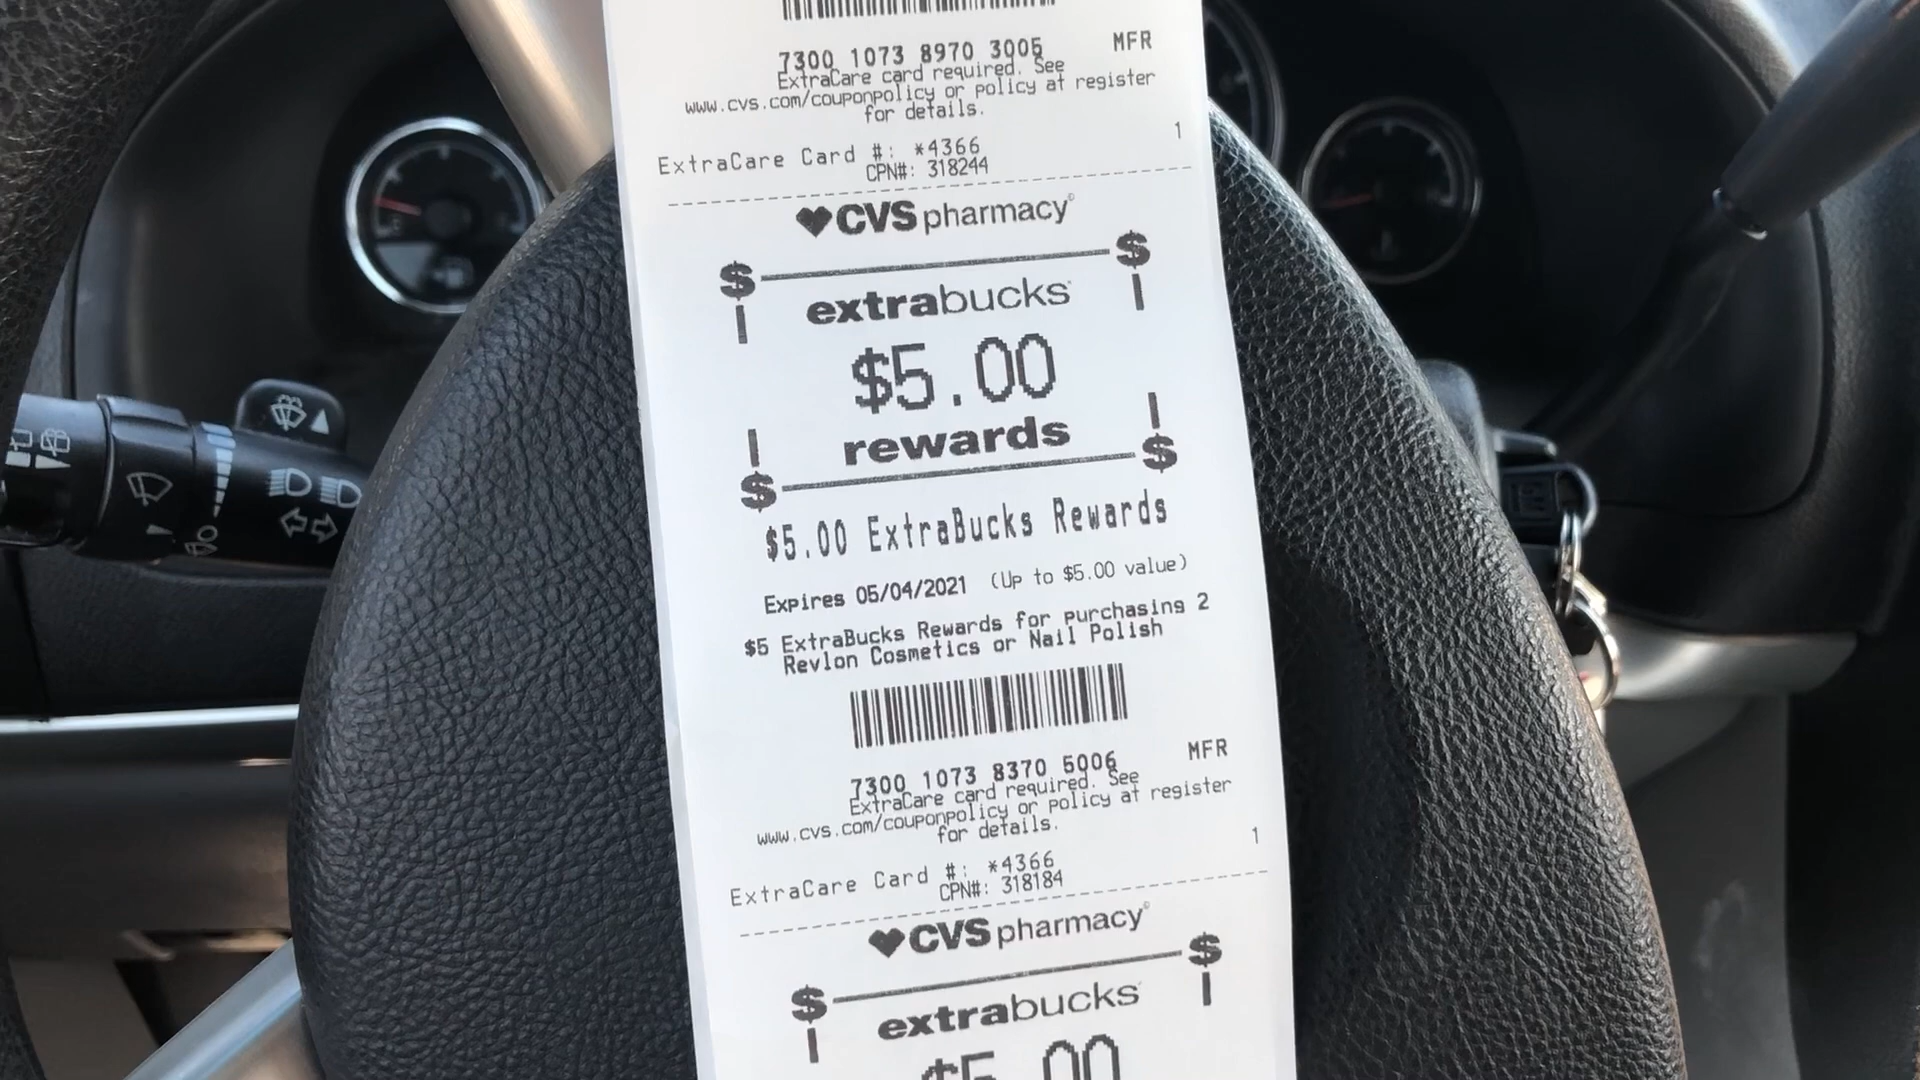 7300 1073 8970 3005 MFR
ExtraCare card required. See
www.cvs.com/couponpolicy or policy at register
for details.
1
ExtraCare Card #: *4366
CPN#: 318244
CVS pharmacy
$ $
extrabucks
$5.00
rewards
$ $
$5.00 ExtraBucks Rewards
Expires 05/04/2021 (Up to $5.00 value)
$5 ExtraBucks Rewards for purchasing 2
Revlon Cosmetics or Nail Polish
7300 1073 8370 5006 MFR
ExtraCare card required. See
www.cvs.com/couponpolicy or policy at register
for details.
1
ExtraCare Card #: *4366
CPN#: 318184
CVS pharmacy
$ $
extrabucks
$5.00